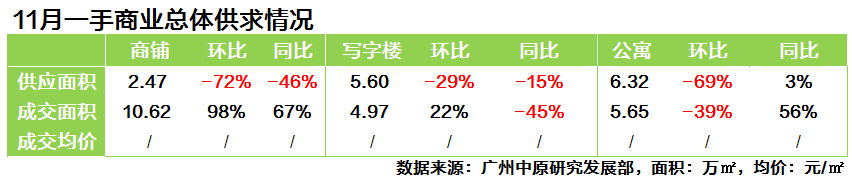 11月一手商业总体供求情况
商铺 环比 同比 写字楼 环比 同比 公寓 环比 同比
供应面积 2.47 -72% -46% 5.60 -29% -15% 6.32 -69% 3%
成交面积 10.62 98% 67% 4.97 22% -45% 5.65 -39% 56%
成交均价 / / / / / / / / /
数据来源：广州中原研究发展部，面积：万㎡，均价：元/㎡